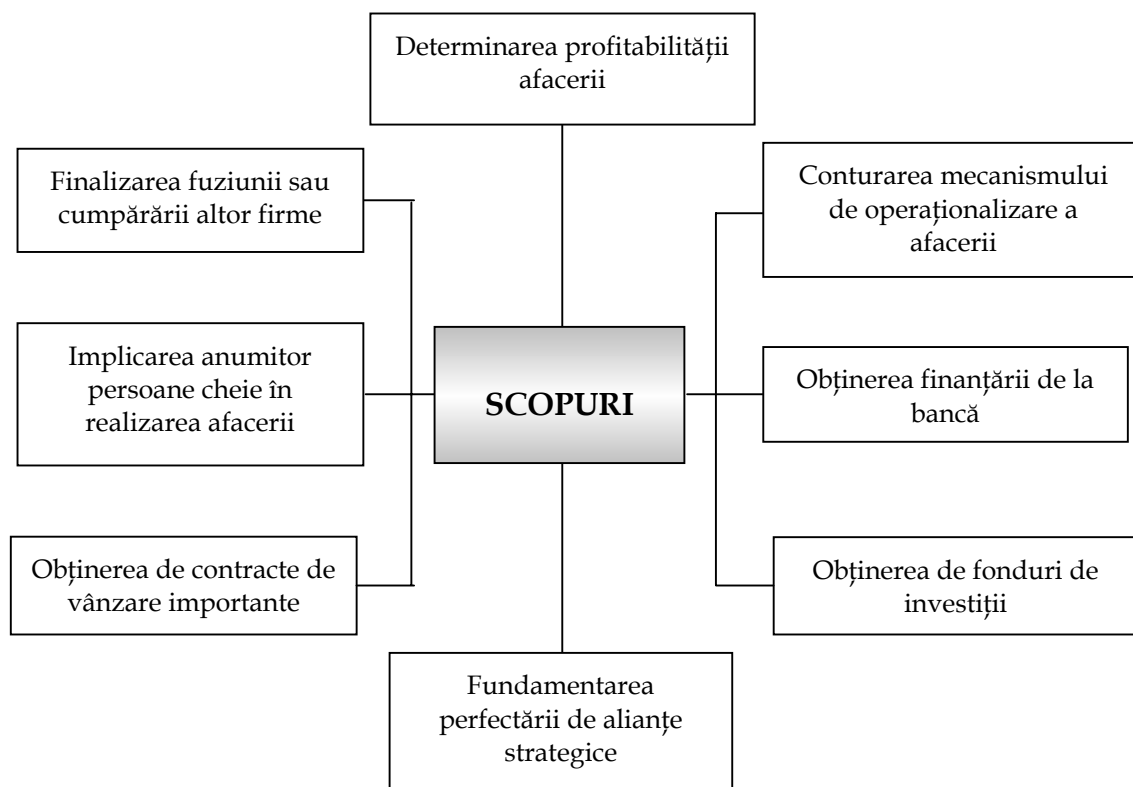 Determinarea profitabilității
afacerii
Finalizarea fuziunii sau
cumpărării altor firme
Conturarea mecanismului
de operaționalizare a
afacerii
Implicarea anumitor
persoane cheie în
realizarea afacerii
SCOPURI
Obținerea finanțării de la
bancă
Obținerea de contracte de
vânzare importante
Obținerea de fonduri de
investiții
Fundamentarea
perfectării de alianțe
strategice